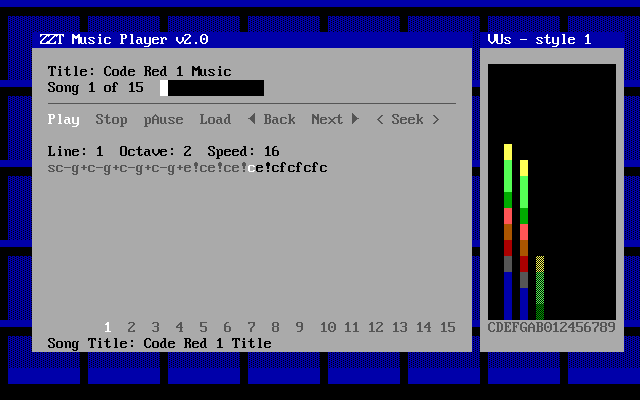 ZZT Music Player v2.0
VUs - style 1
Title: Code Red 1 Music
Song 1 of 15
Play Stop pAuse Load ◄ Back Next ► < Seek >
Line: 1 Octave: 2 Speed: 16
sc-g+c-g+c-g+c-g+e!ce!ce!ce!cfcfcfc
1 2 3 4 5 6 7 8 9 10 11 12 13 14 15
CDEFGAB012456789
Song Title: Code Red 1 Title